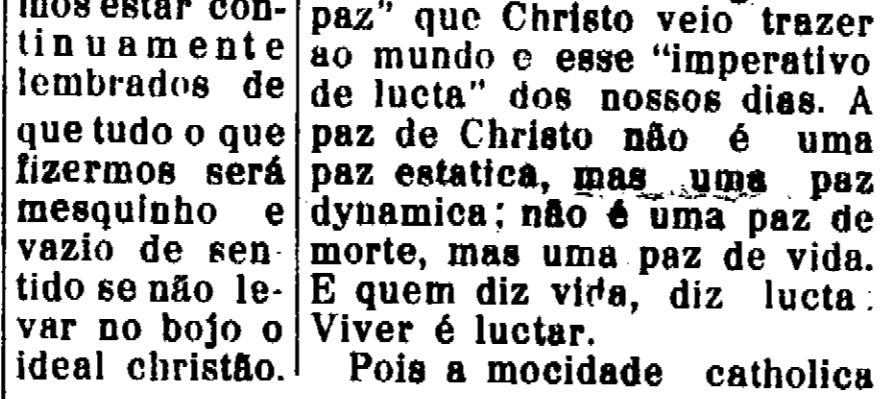 mos estar con-
tinuamente
lembrados de
que tudo o que
fizermos será
mesquinho e
vazio de sen-
tido se não le-
var no bojo o
ideal christão.
paz" que Christo veio trazer
ao mundo e esse "imperativo
de lucta" dos nossos dias. A
paz de Christo não é uma
paz estatica, mas uma paz
dynamica; não é uma paz de
morte, mas uma paz de vida.
E quem diz vida, diz lucta:
Viver é luctar.
Pois a mocidade catholica